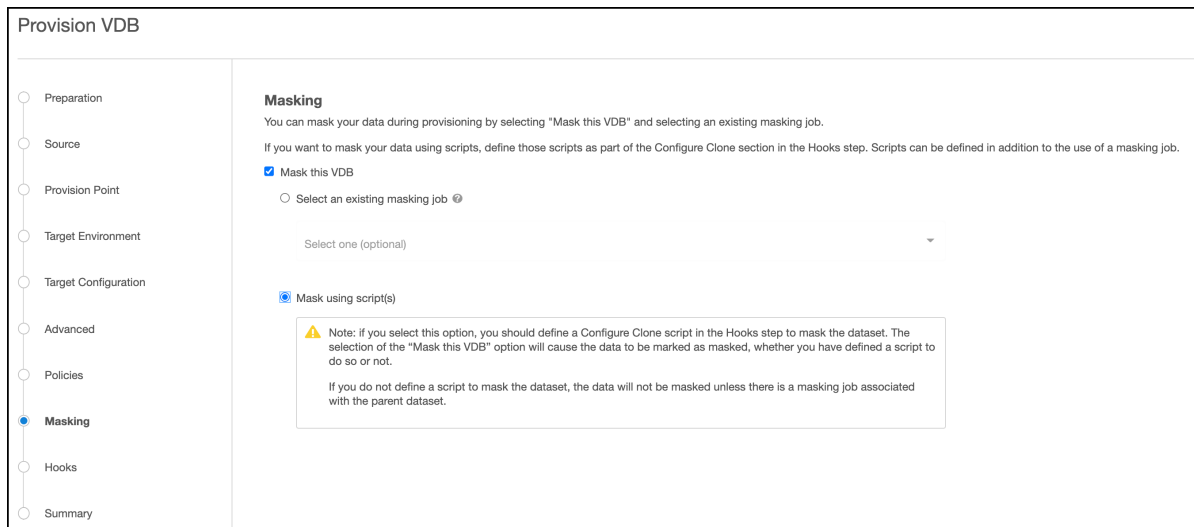 Provision VDB
Preparation
Source
Provision Point
Target Environment
Target Configuration
Advanced
Policies
Masking
Hooks
Summary
Masking
You can mask your data during provisioning by selecting "Mask this VDB" and selecting an existing masking job.
If you want to mask your data using scripts, define those scripts as part of the Configure Clone section in the Hooks step. Scripts can be defined in addition to the use of a masking job.
Mask this VDB
Select an existing masking job ?
Select one (optional)
Mask using script(s)
Note: if you select this option, you should define a Configure Clone script in the Hooks step to mask the dataset. The
selection of the “Mask this VDB” option will cause the data to be marked as masked, whether you have defined a script to
do so or not.
If you do not define a script to mask the dataset, the data will not be masked unless there is a masking job associated
with the parent dataset.